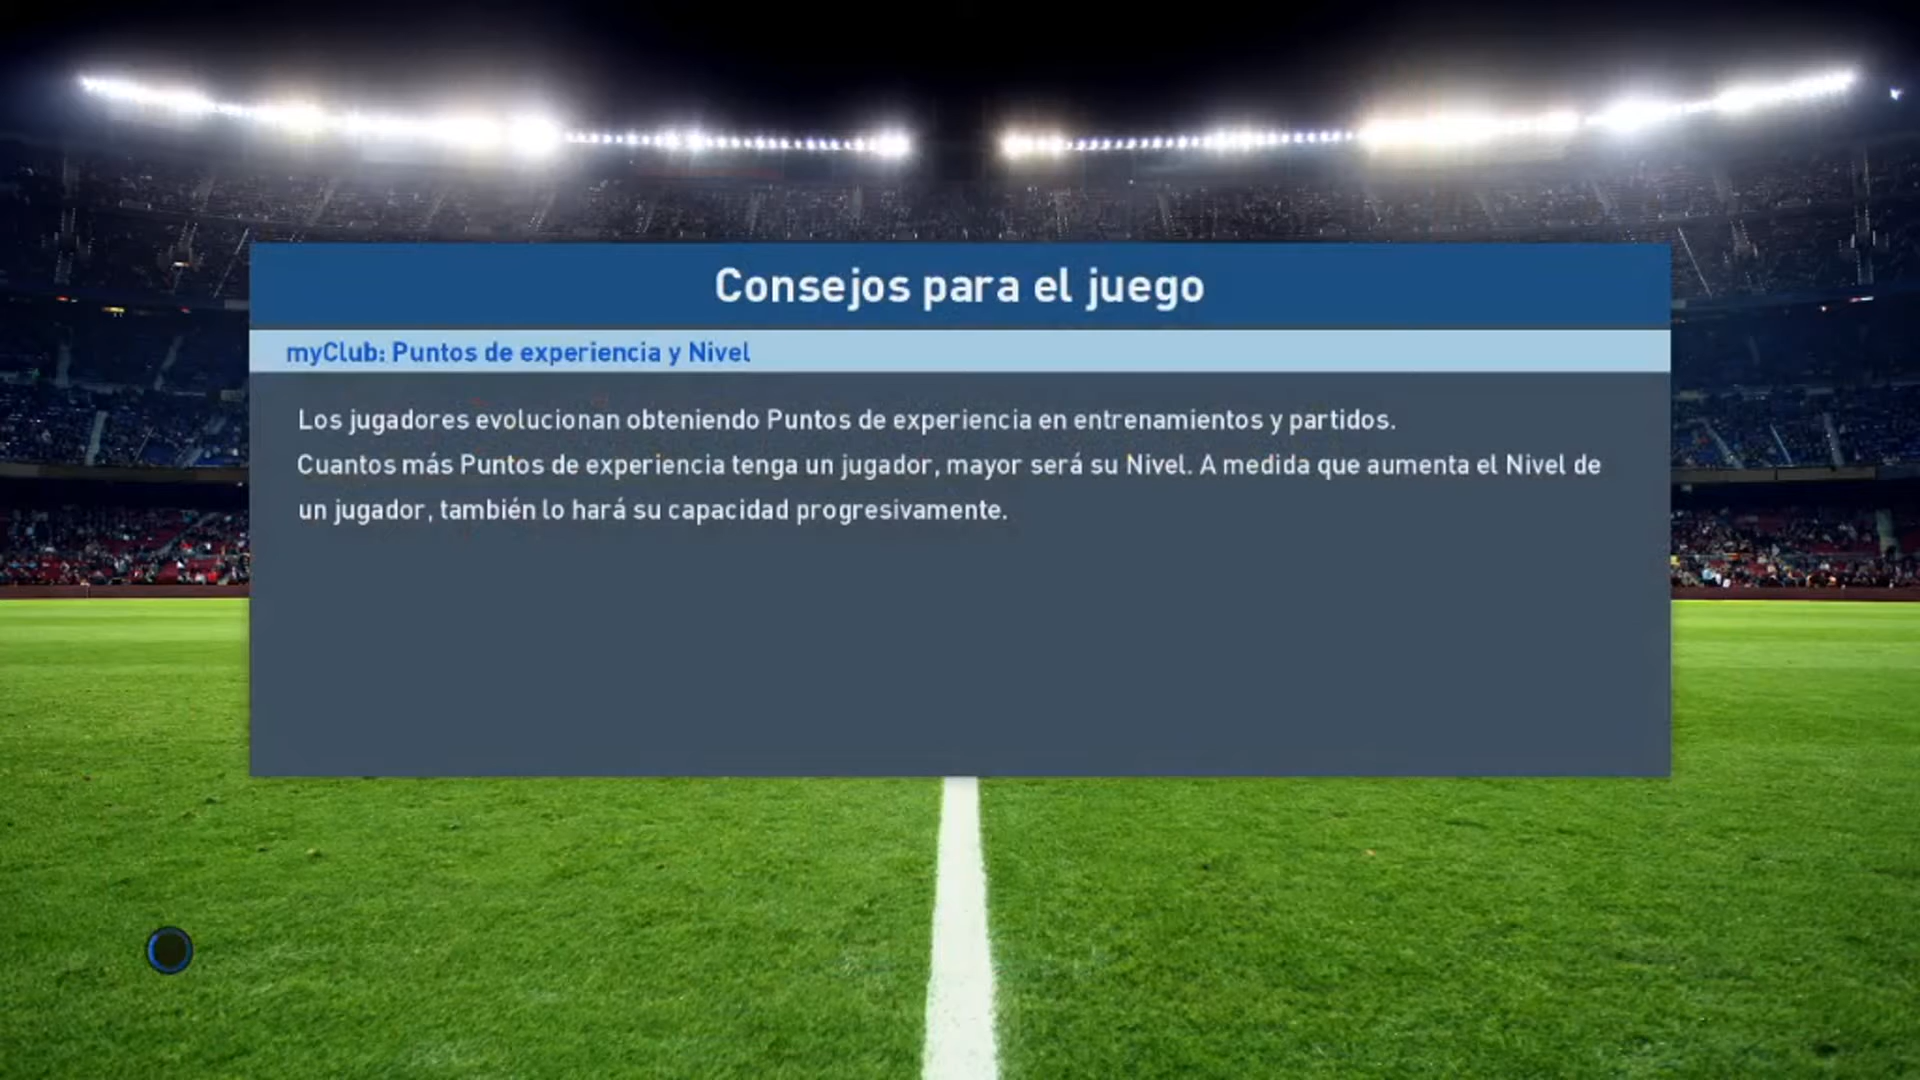 Consejos para el juego
myClub: Puntos de experiencia y Nivel
Los jugadores evolucionan obteniendo Puntos de experiencia en entrenamientos y partidos.
Cuantos más Puntos de experiencia tenga un jugador, mayor será su Nivel. A medida que aumenta el Nivel de
un jugador, también lo hará su capacidad progresivamente.